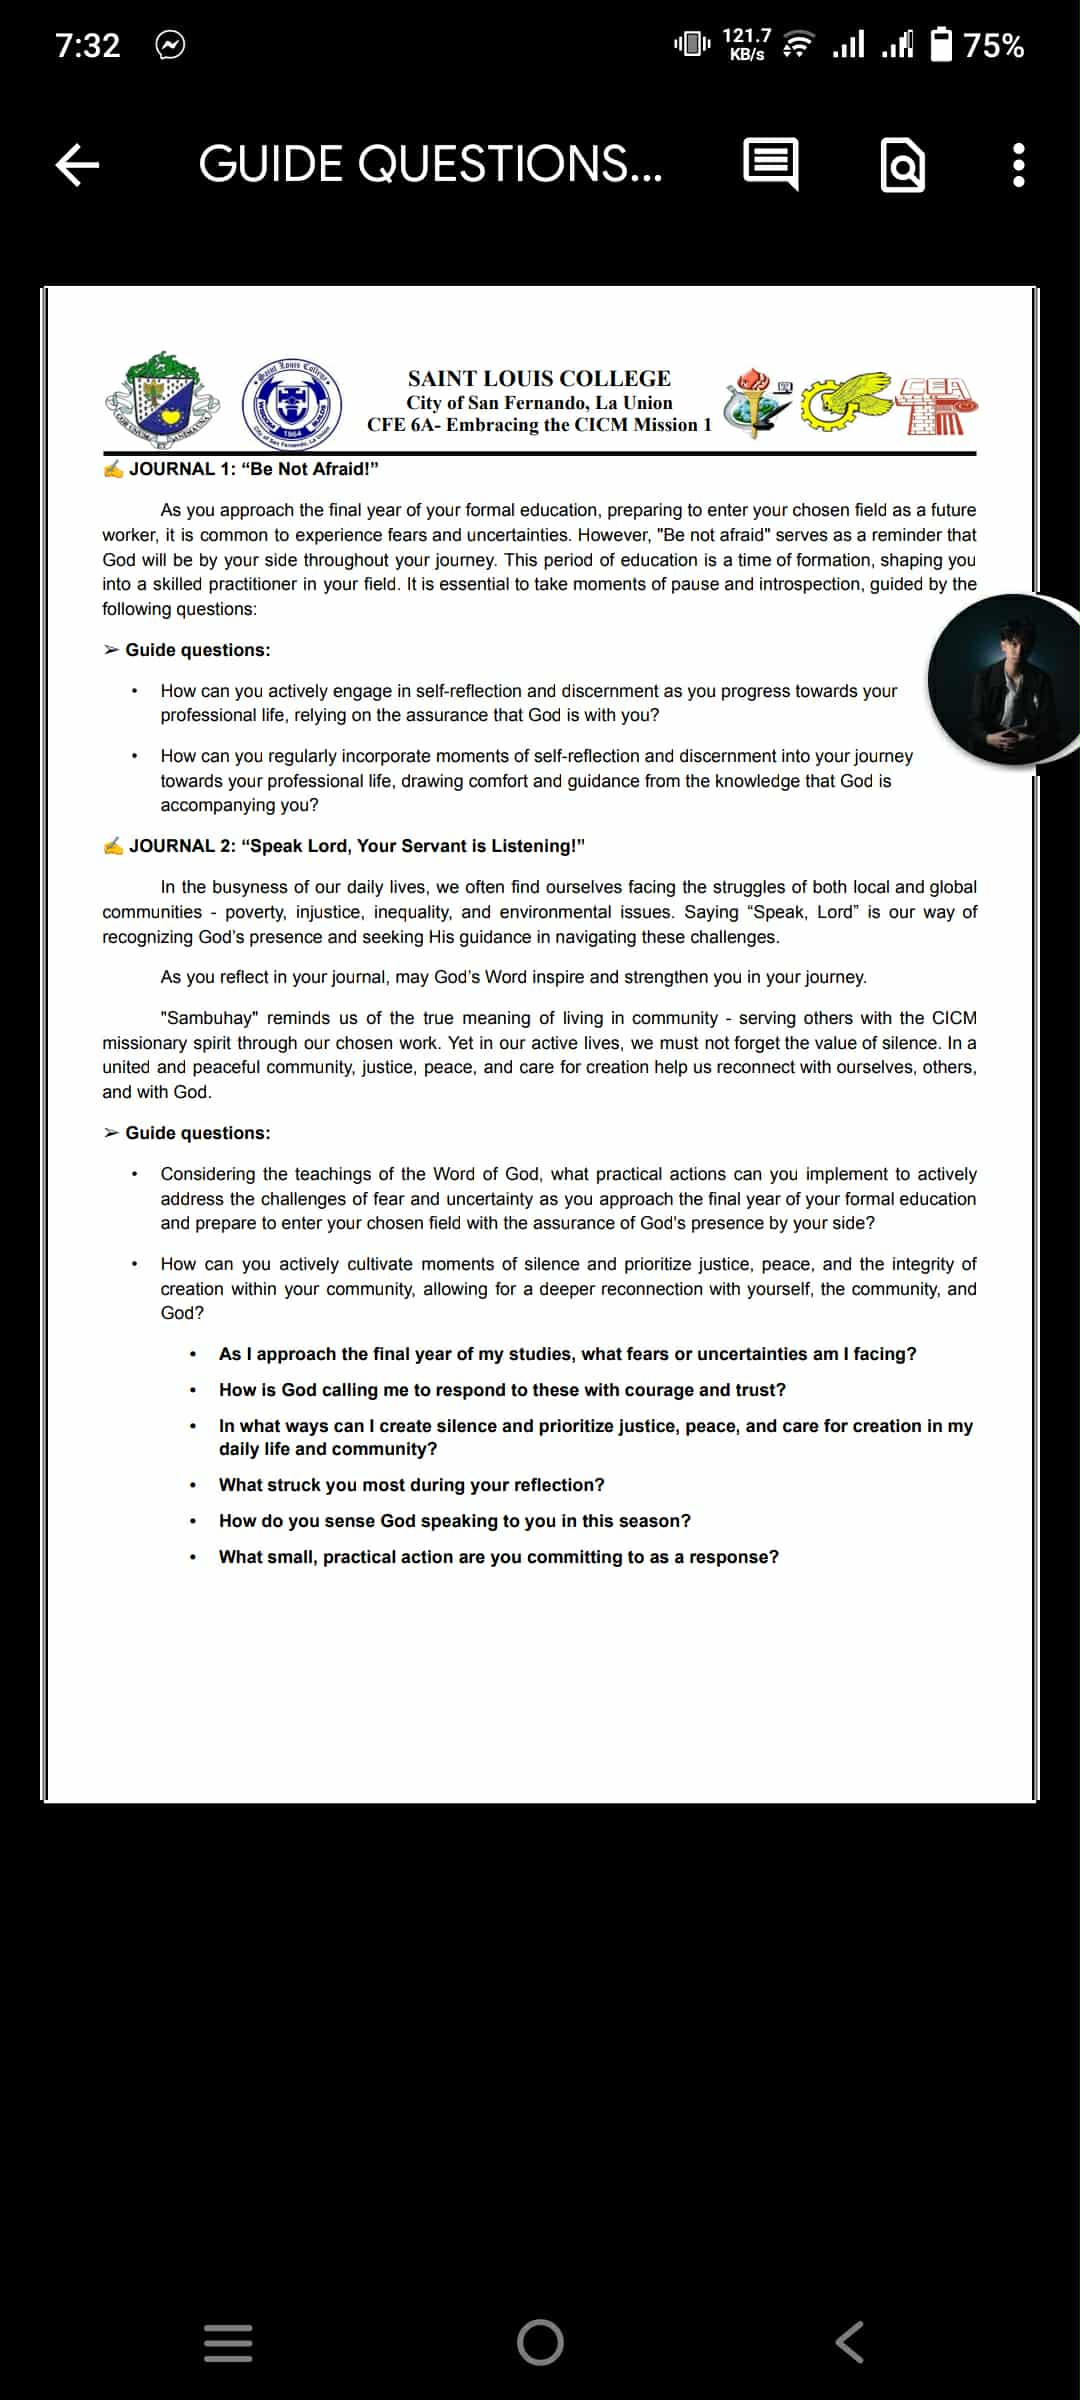 7:32
121.7
KB/s
75%
GUIDE QUESTIONS...
SAINT LOUIS COLLEGE
City of San Fernando, La Union
CFE 6A- Embracing the CICM Mission 1
✍ JOURNAL 1: “Be Not Afraid!”
As you approach the final year of your formal education, preparing to enter your chosen field as a future
worker, it is common to experience fears and uncertainties. However, "Be not afraid" serves as a reminder that
God will be by your side throughout your journey. This period of education is a time of formation, shaping you
into a skilled practitioner in your field. It is essential to take moments of pause and introspection, guided by the
following questions:
➢ Guide questions:
• How can you actively engage in self-reflection and discernment as you progress towards your
professional life, relying on the assurance that God is with you?
• How can you regularly incorporate moments of self-reflection and discernment into your journey
towards your professional life, drawing comfort and guidance from the knowledge that God is
accompanying you?
✍ JOURNAL 2: “Speak Lord, Your Servant is Listening!”
In the busyness of our daily lives, we often find ourselves facing the struggles of both local and global
communities - poverty, injustice, inequality, and environmental issues. Saying “Speak, Lord” is our way of
recognizing God’s presence and seeking His guidance in navigating these challenges.
As you reflect in your journal, may God’s Word inspire and strengthen you in your journey.
"Sambuhay" reminds us of the true meaning of living in community - serving others with the CICM
missionary spirit through our chosen work. Yet in our active lives, we must not forget the value of silence. In a
united and peaceful community, justice, peace, and care for creation help us reconnect with ourselves, others,
and with God.
➢ Guide questions:
• Considering the teachings of the Word of God, what practical actions can you implement to actively
address the challenges of fear and uncertainty as you approach the final year of your formal education
and prepare to enter your chosen field with the assurance of God's presence by your side?
• How can you actively cultivate moments of silence and prioritize justice, peace, and the integrity of
creation within your community, allowing for a deeper reconnection with yourself, the community, and
God?
• As I approach the final year of my studies, what fears or uncertainties am I facing?
• How is God calling me to respond to these with courage and trust?
• In what ways can I create silence and prioritize justice, peace, and care for creation in my
daily life and community?
• What struck you most during your reflection?
• How do you sense God speaking to you in this season?
• What small, practical action are you committing to as a response?